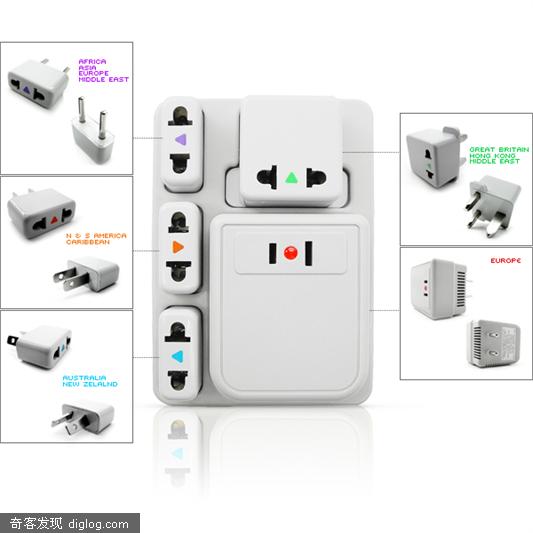 AFRICA
ASIA
EUROPE
MIDDLE EAST
N & S AMERICA
CARIBBEAN
AUSTRALIA
NEW ZELALND
GREAT BRITAIN
HONG KONG
MIDDLE EAST
EUROPE
奇客发现 diglog.com